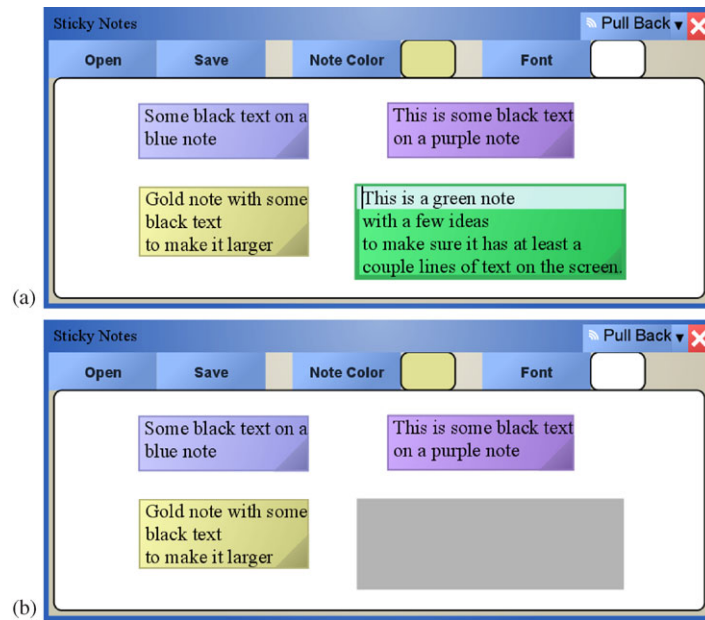 Sticky Notes Pull Back
Open Save Note Color Font
Some black text on a
blue note
This is some black text
on a purple note
Gold note with some
black text
to make it larger
This is a green note
with a few ideas
to make sure it has at least a
couple lines of text on the screen.
(a)
Sticky Notes Pull Back
Open Save Note Color Font
Some black text on a
blue note
This is some black text
on a purple note
Gold note with some
black text
to make it larger
(b)